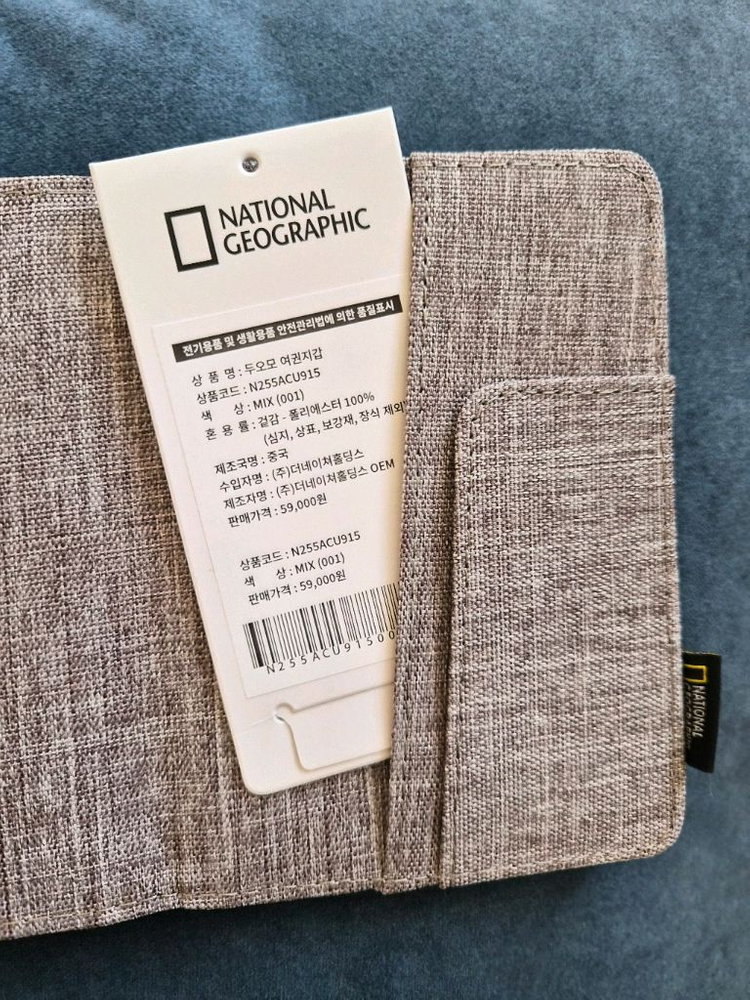 NATIONAL
GEOGRAPHIC
전기용품 및 생활용품 안전관리법에 의한 품질표시
상 품 명 : 두오모 여권지갑
상품코드 : N255ACU915
색 상 : MIX (001)
혼 용 률 : 겉감 - 폴리에스터 100%
(심지, 상표, 보강재, 장식 제외)
제조국명 : 중국
수입자명 : (주)더네이쳐홀딩스
제조자명 : (주)더네이쳐홀딩스 OEM
판매가격 : 59,000원
상품코드 : N255ACU915
색 상 : MIX (001)
판매가격 : 59,000원
N255ACU91500
NATIONAL
GEOGRAPHIC